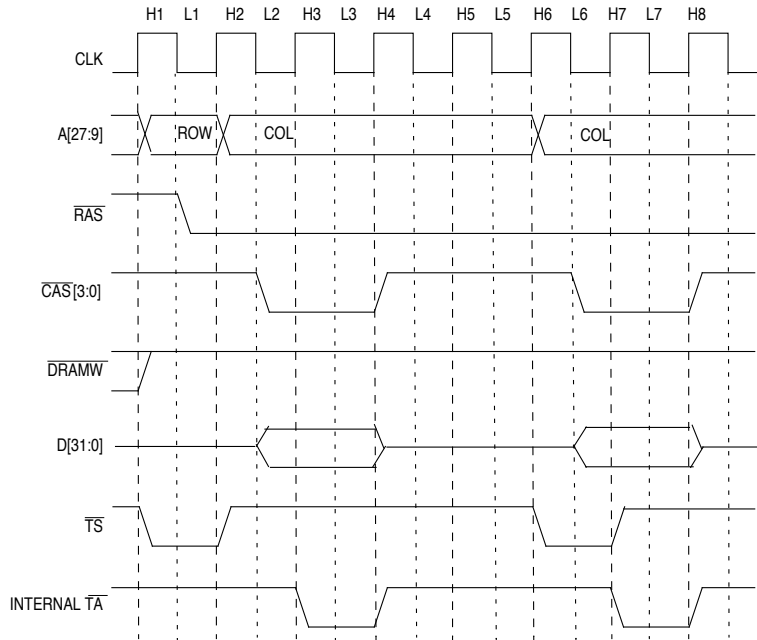 H1 L1 H2 L2 H3 L3 H4 L4 H5 L5 H6 L6 H7 L7 H8
CLK
A[27:9] ROW COL COL
RAS
CAS[3:0]
DRAMW
D[31:0]
TS
INTERNAL TA